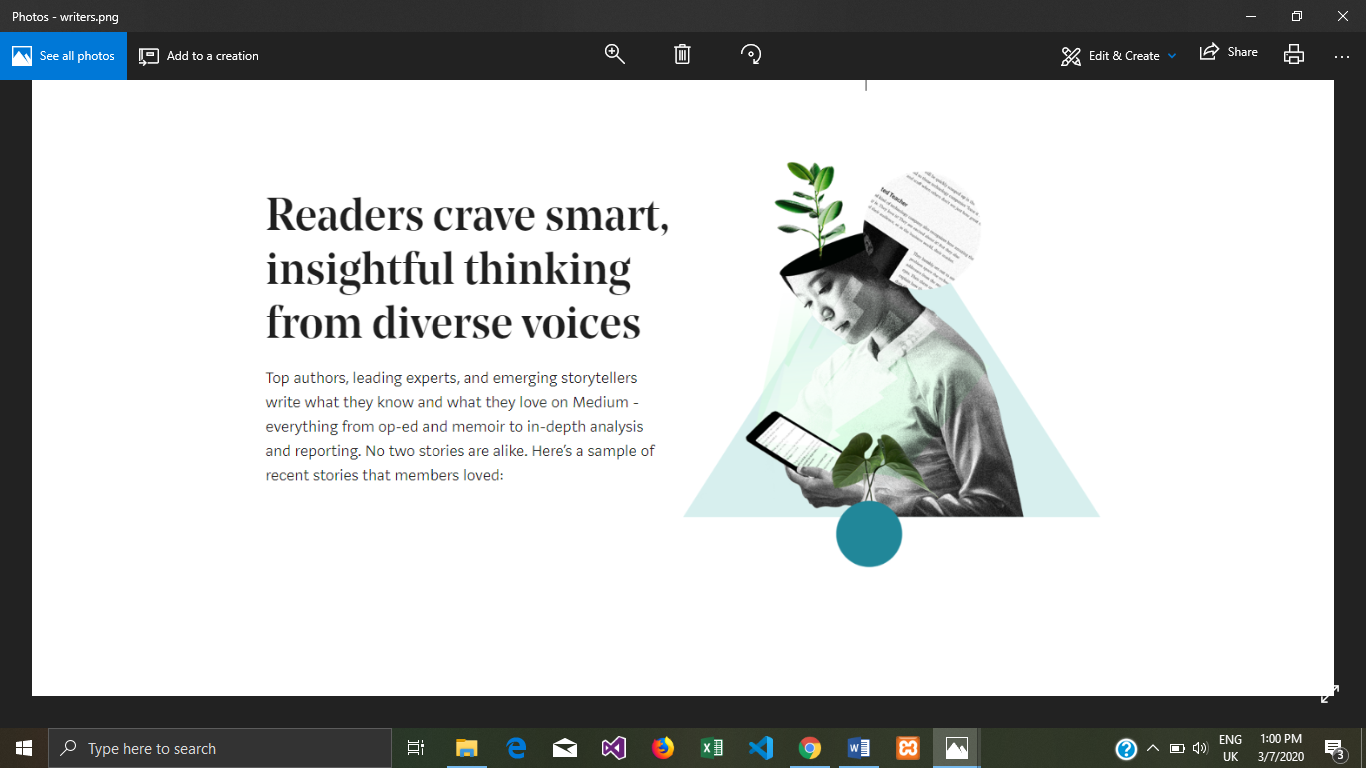 Photos - writers.png
See all photos
Add to a creation
Edit & Create
Share
Readers crave smart,
insightful thinking
from diverse voices
Top authors, leading experts, and emerging storytellers
write what they know and what they love on Medium -
everything from op-ed and memoir to in-depth analysis
and reporting. No two stories are alike. Here's a sample of
recent stories that members loved:
ted Teacher
Type here to search
ENG
UK
1:00 PM
3/7/2020
3